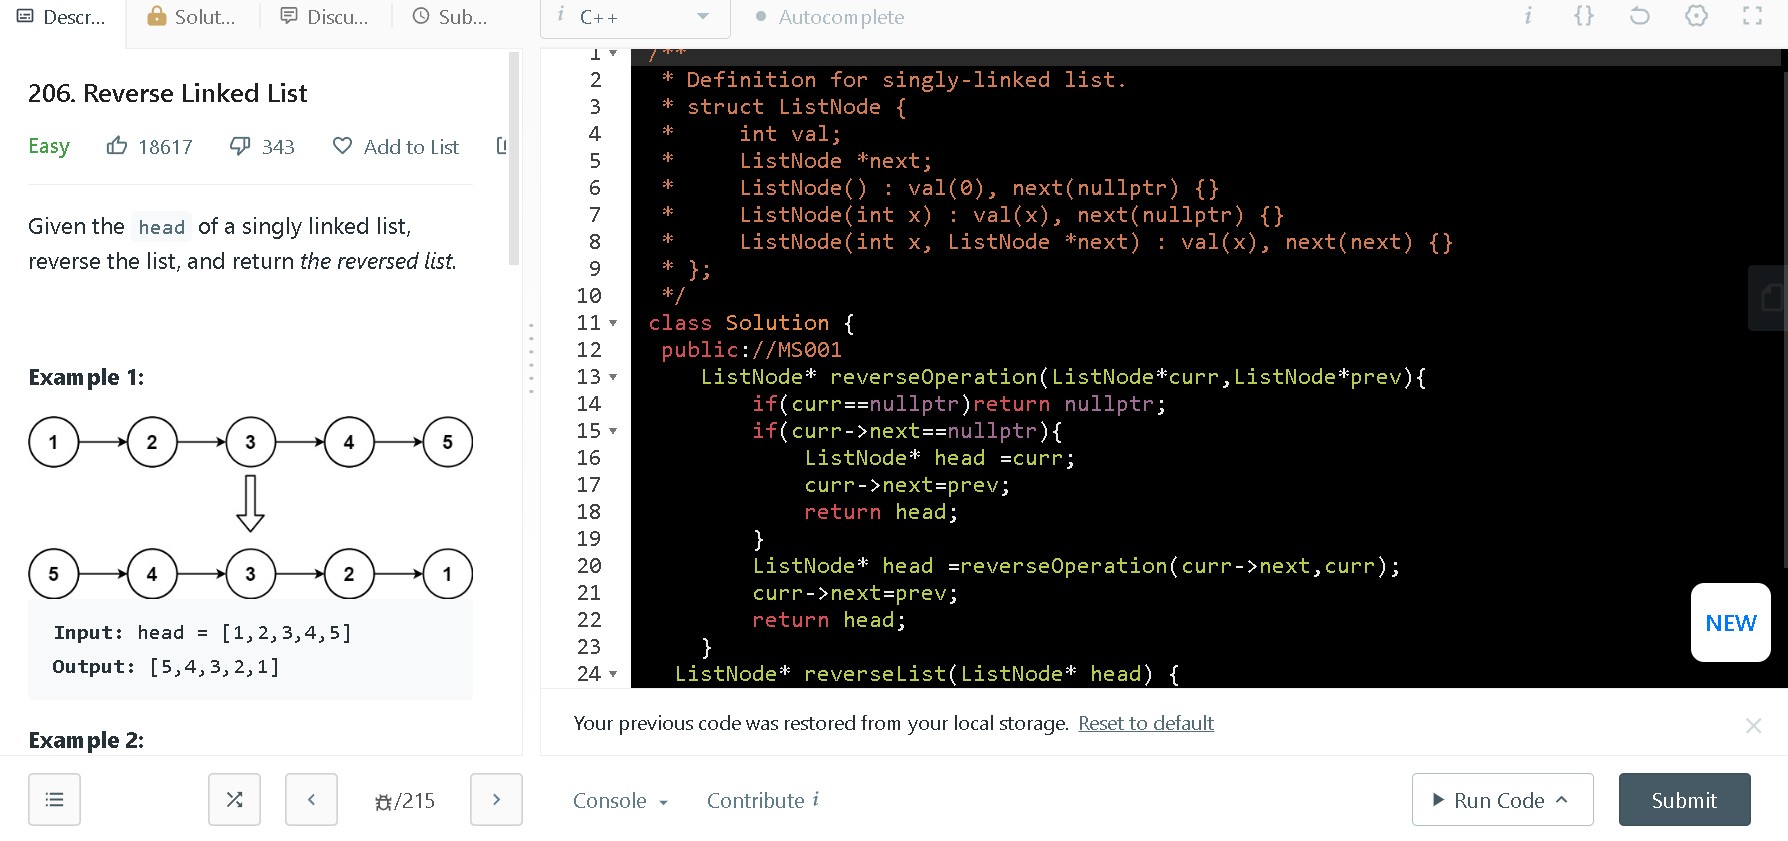 Descr...
Solut...
Discu...
Sub...
i C++
Autocomplete
i {}
206. Reverse Linked List
Easy 18617 343 Add to List
Given the head of a singly linked list,
reverse the list, and return the reversed list.
Example 1:
1 2 3 4 5
5 4 3 2 1
Input: head = [1,2,3,4,5]
Output: [5,4,3,2,1]
Example 2:
/215
1 /**
2 * Definition for singly-linked list.
3 * struct ListNode {
4 * int val;
5 * ListNode *next;
6 * ListNode() : val(0), next(nullptr) {}
7 * ListNode(int x) : val(x), next(nullptr) {}
8 * ListNode(int x, ListNode *next) : val(x), next(next) {}
9 * };
10 */
11 class Solution {
12 public://MS001
13 ListNode* reverseOperation(ListNode*curr,ListNode*prev){
14 if(curr==nullptr)return nullptr;
15 if(curr->next==nullptr){
16 ListNode* head =curr;
17 curr->next=prev;
18 return head;
19 }
20 ListNode* head =reverseOperation(curr->next,curr);
21 curr->next=prev;
22 return head;
23 }
24 ListNode* reverseList(ListNode* head) {
NEW
Your previous code was restored from your local storage. Reset to default
Console
Contribute i
Run Code
Submit